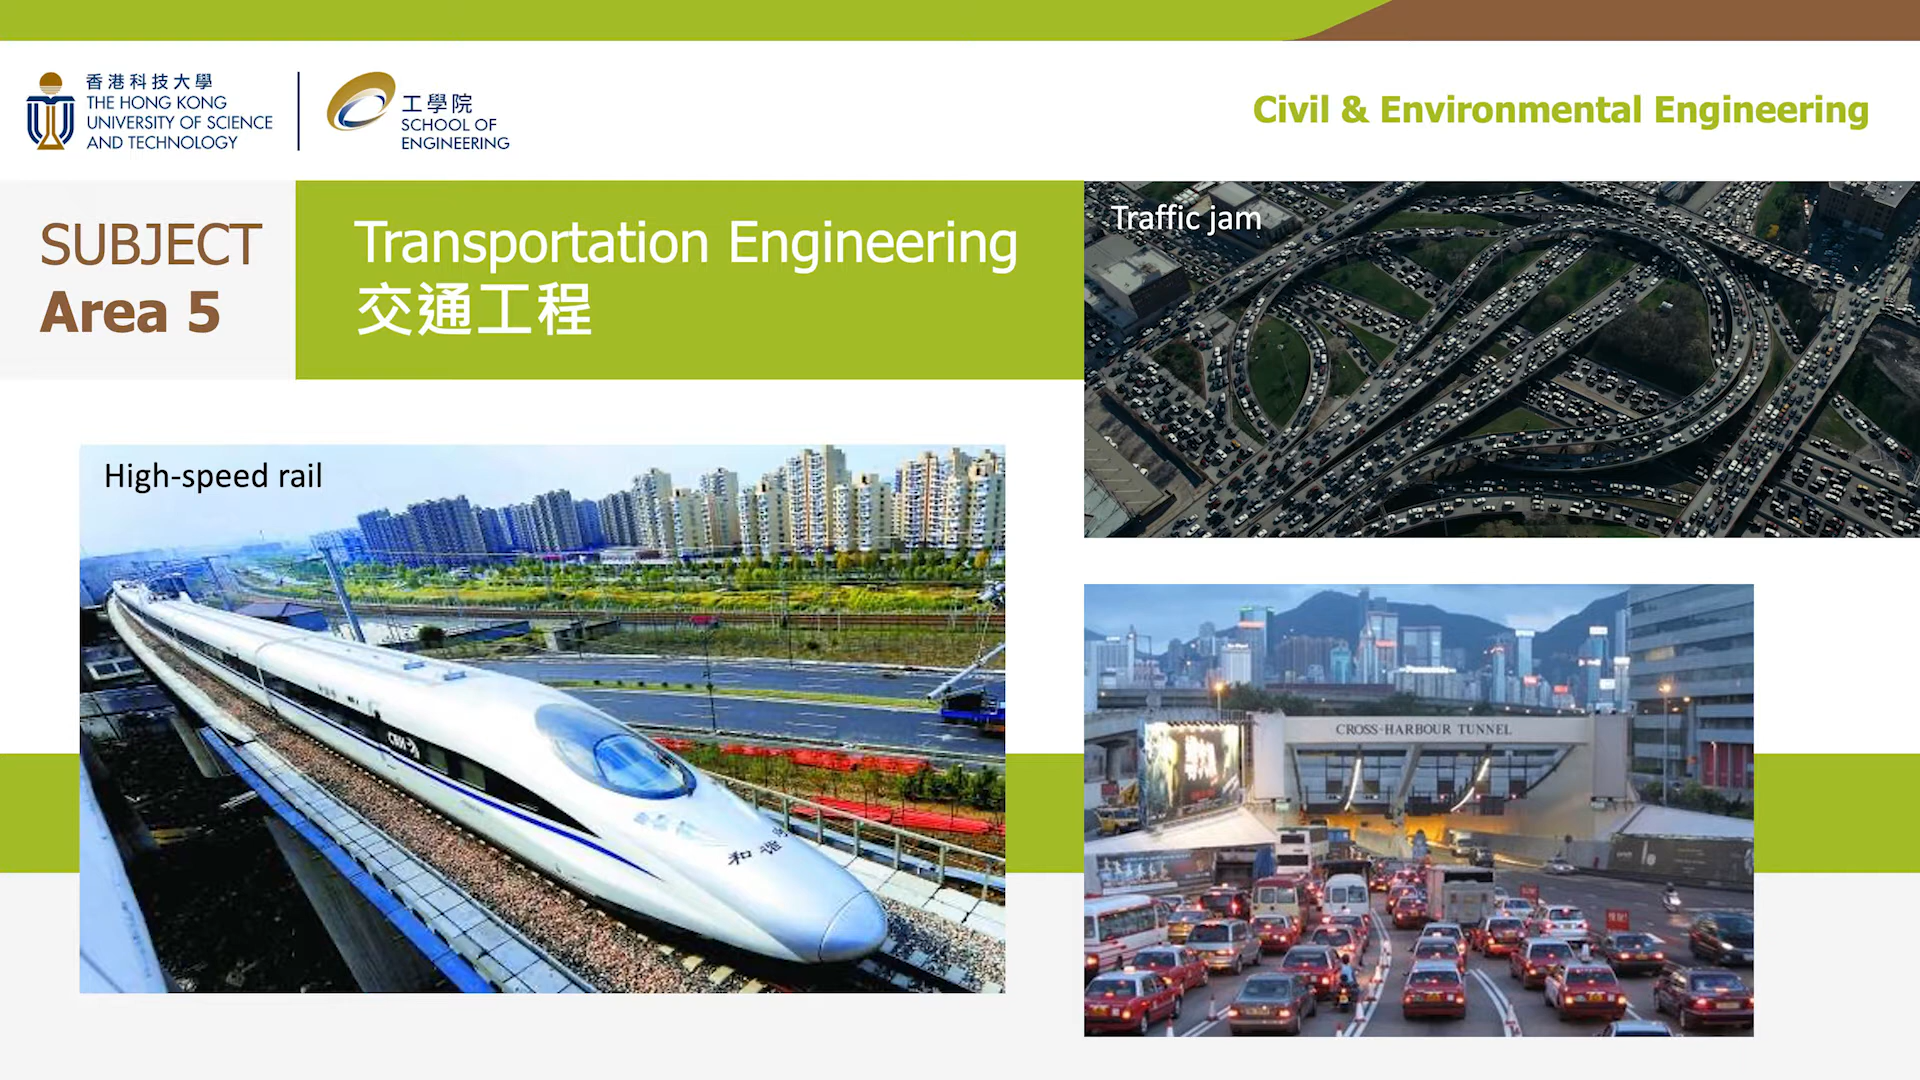 香港科技大學
THE HONG KONG
UNIVERSITY OF SCIENCE
AND TECHNOLOGY
工學院
SCHOOL OF
ENGINEERING
Civil & Environmental Engineering
SUBJECT
Area 5
Transportation Engineering
交通工程
Traffic jam
High-speed rail
和谐号
CROSS-HARBOUR TUNNEL